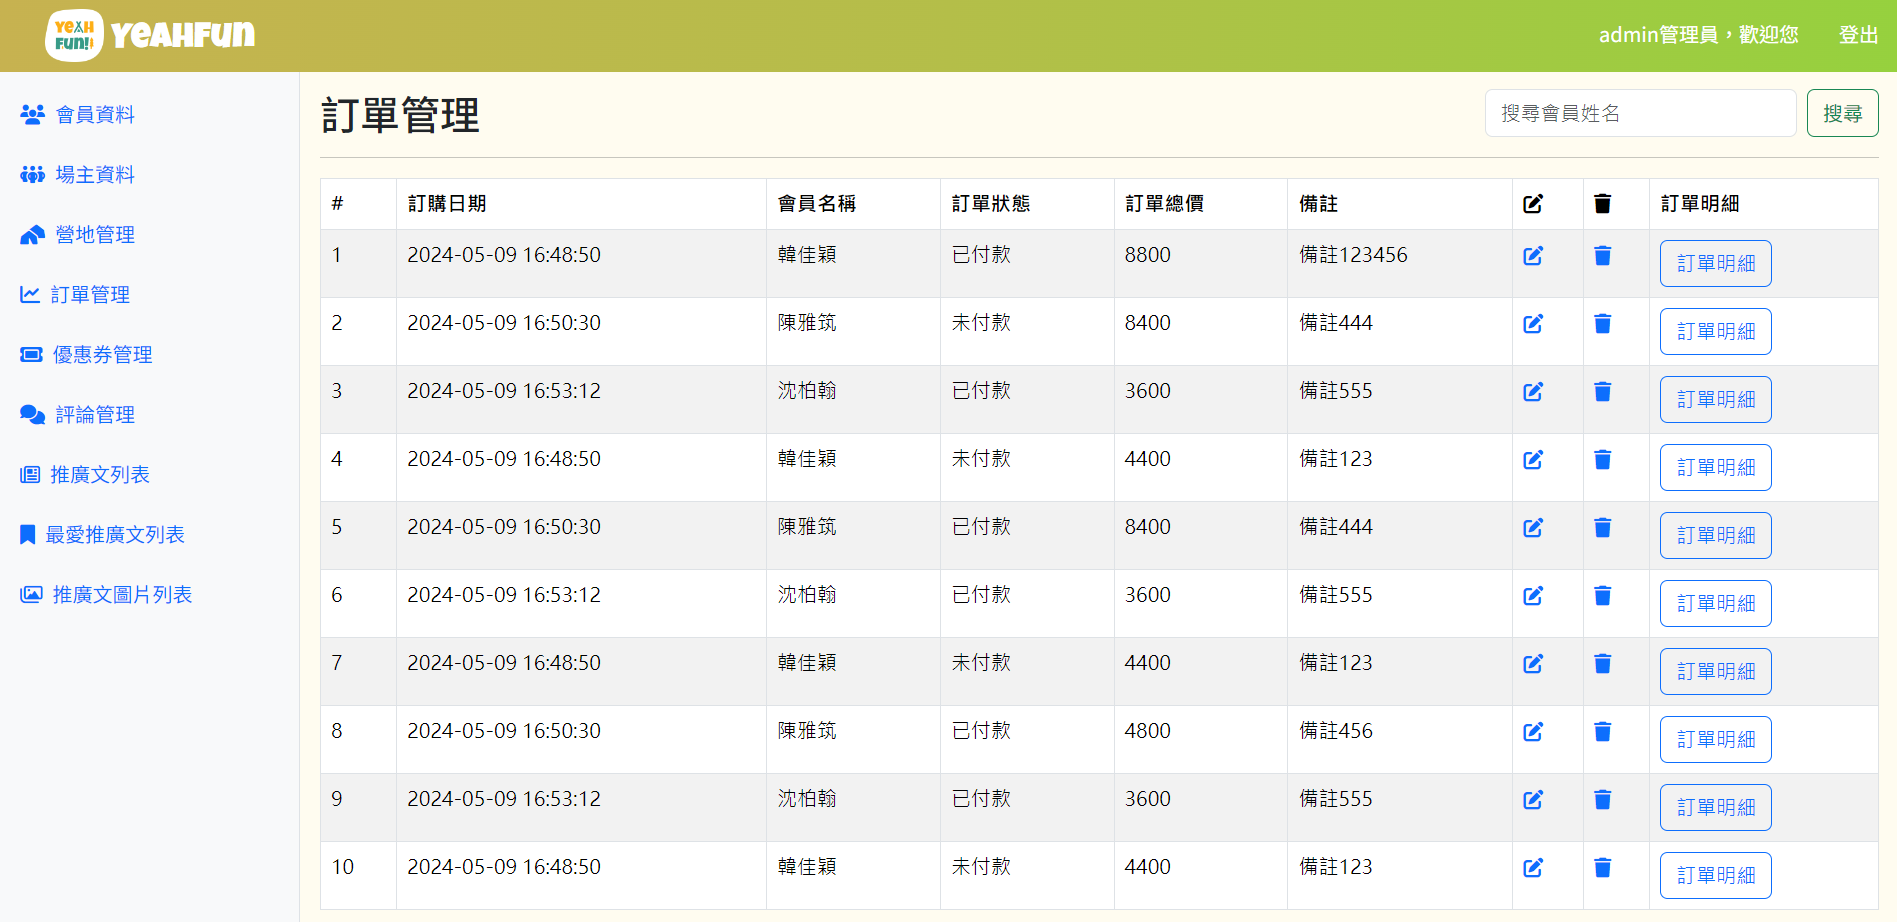 YEAH FUN! YEAHFUN admin管理員，歡迎您 登出
會員資料
場主資料
營地管理
訂單管理
優惠券管理
評論管理
推廣文列表
最愛推廣文列表
推廣文圖片列表
訂單管理 搜尋會員姓名 搜尋
# 訂購日期 會員名稱 訂單狀態 訂單總價 備註 訂單明細
1 2024-05-09 16:48:50 韓佳穎 已付款 8800 備註123456 訂單明細
2 2024-05-09 16:50:30 陳雅筑 未付款 8400 備註444 訂單明細
3 2024-05-09 16:53:12 沈柏翰 已付款 3600 備註555 訂單明細
4 2024-05-09 16:48:50 韓佳穎 未付款 4400 備註123 訂單明細
5 2024-05-09 16:50:30 陳雅筑 已付款 8400 備註444 訂單明細
6 2024-05-09 16:53:12 沈柏翰 已付款 3600 備註555 訂單明細
7 2024-05-09 16:48:50 韓佳穎 未付款 4400 備註123 訂單明細
8 2024-05-09 16:50:30 陳雅筑 已付款 4800 備註456 訂單明細
9 2024-05-09 16:53:12 沈柏翰 已付款 3600 備註555 訂單明細
10 2024-05-09 16:48:50 韓佳穎 未付款 4400 備註123 訂單明細